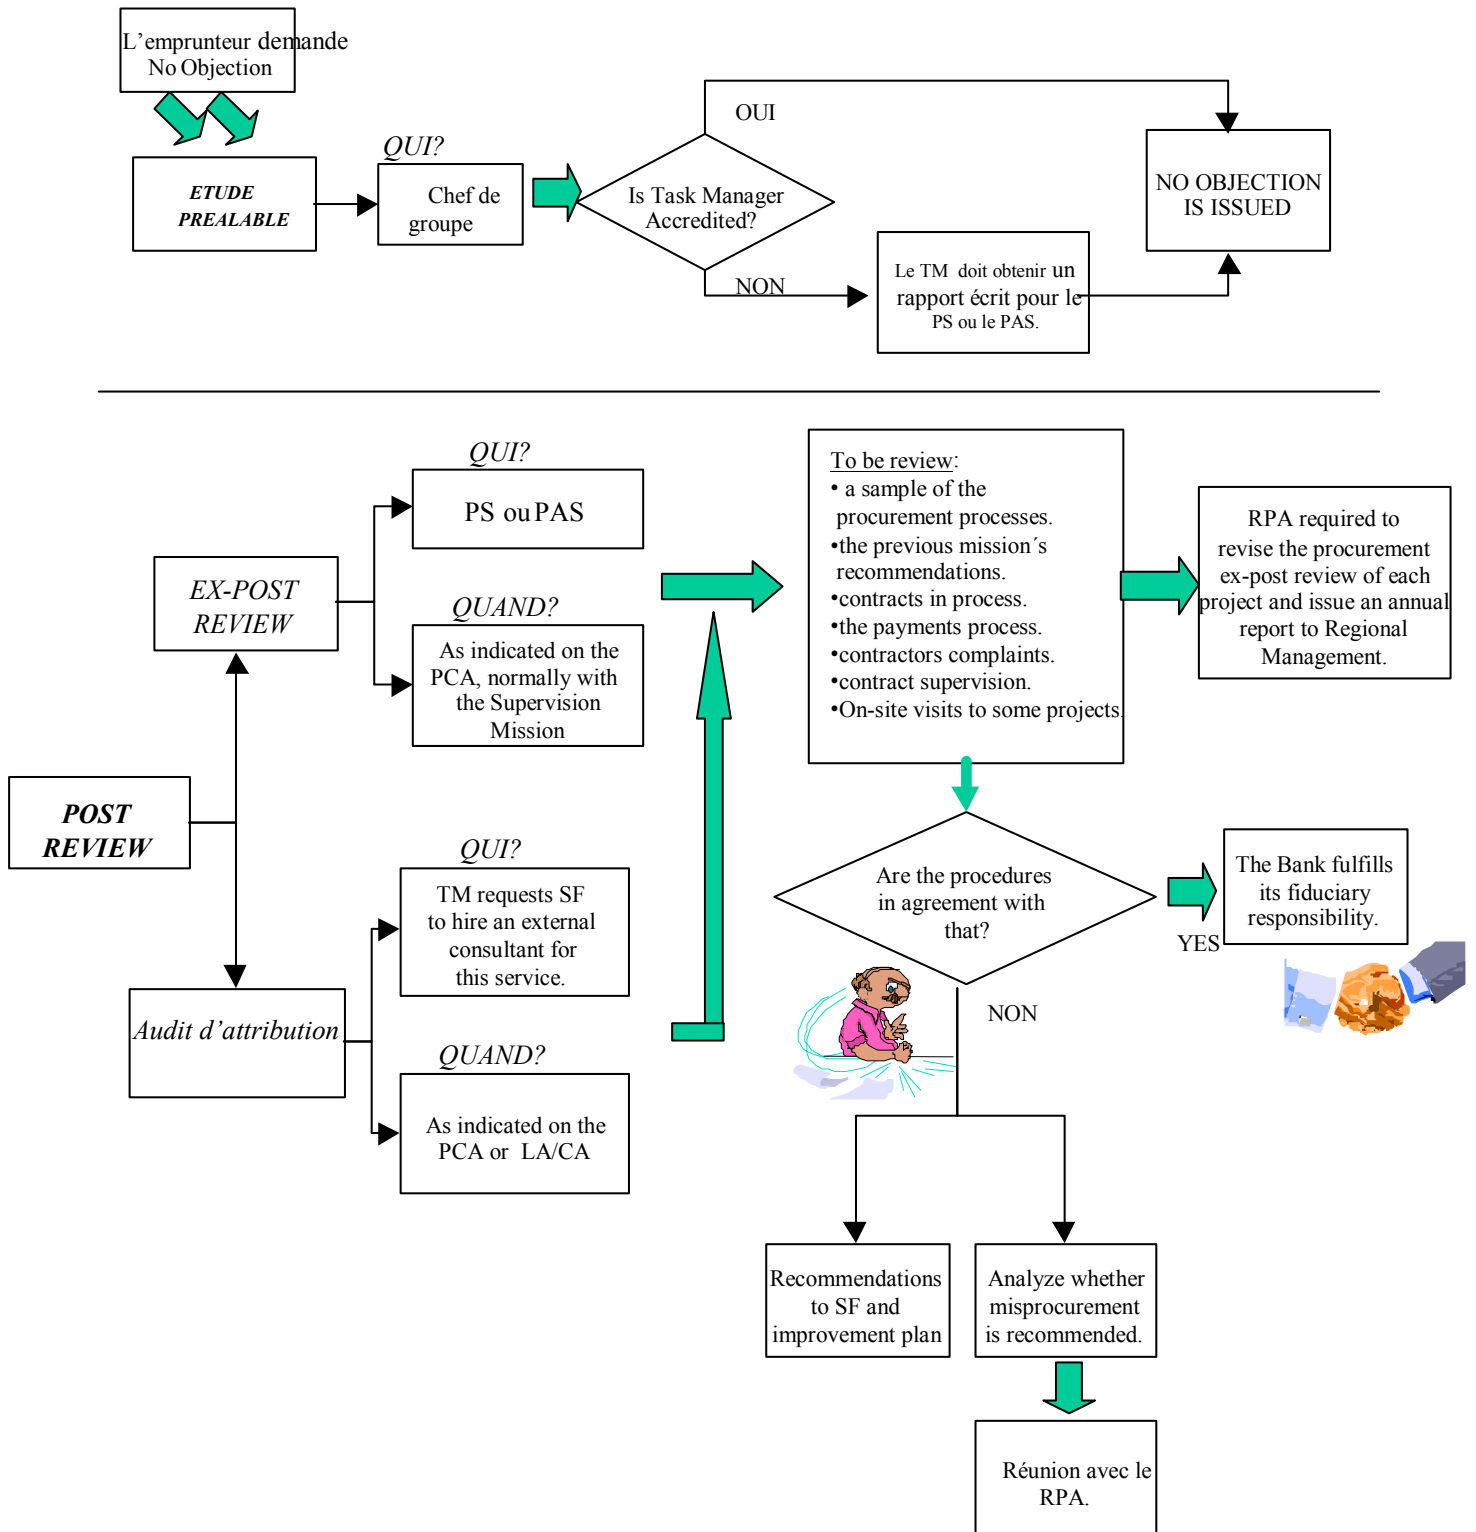 L'emprunteur demande
No Objection
ETUDE
PREALABLE
QUI?
Chef de
groupe
Is Task Manager
Accredited?
OUI
NON
Le TM doit obtenir un
rapport écrit pour le
PS ou le PAS.
NO OBJECTION
IS ISSUED
POST
REVIEW
EX-POST
REVIEW
QUI?
PS ou PAS
QUAND?
As indicated on the
PCA, normally with
the Supervision
Mission
Audit d'attribution
QUI?
TM requests SF
to hire an external
consultant for
this service.
QUAND?
As indicated on the
PCA or LA/CA
To be review:
• a sample of the
procurement processes.
•the previous mission´s
recommendations.
•contracts in process.
•the payments process.
•contractors complaints.
•contract supervision.
•On-site visits to some projects.
RPA required to
revise the procurement
ex-post review of each
project and issue an annual
report to Regional
Management.
Are the procedures
in agreement with
that?
YES
The Bank fulfills
its fiduciary
responsibility.
NON
Recommendations
to SF and
improvement plan
Analyze whether
misprocurement
is recommended.
Réunion avec le
RPA.